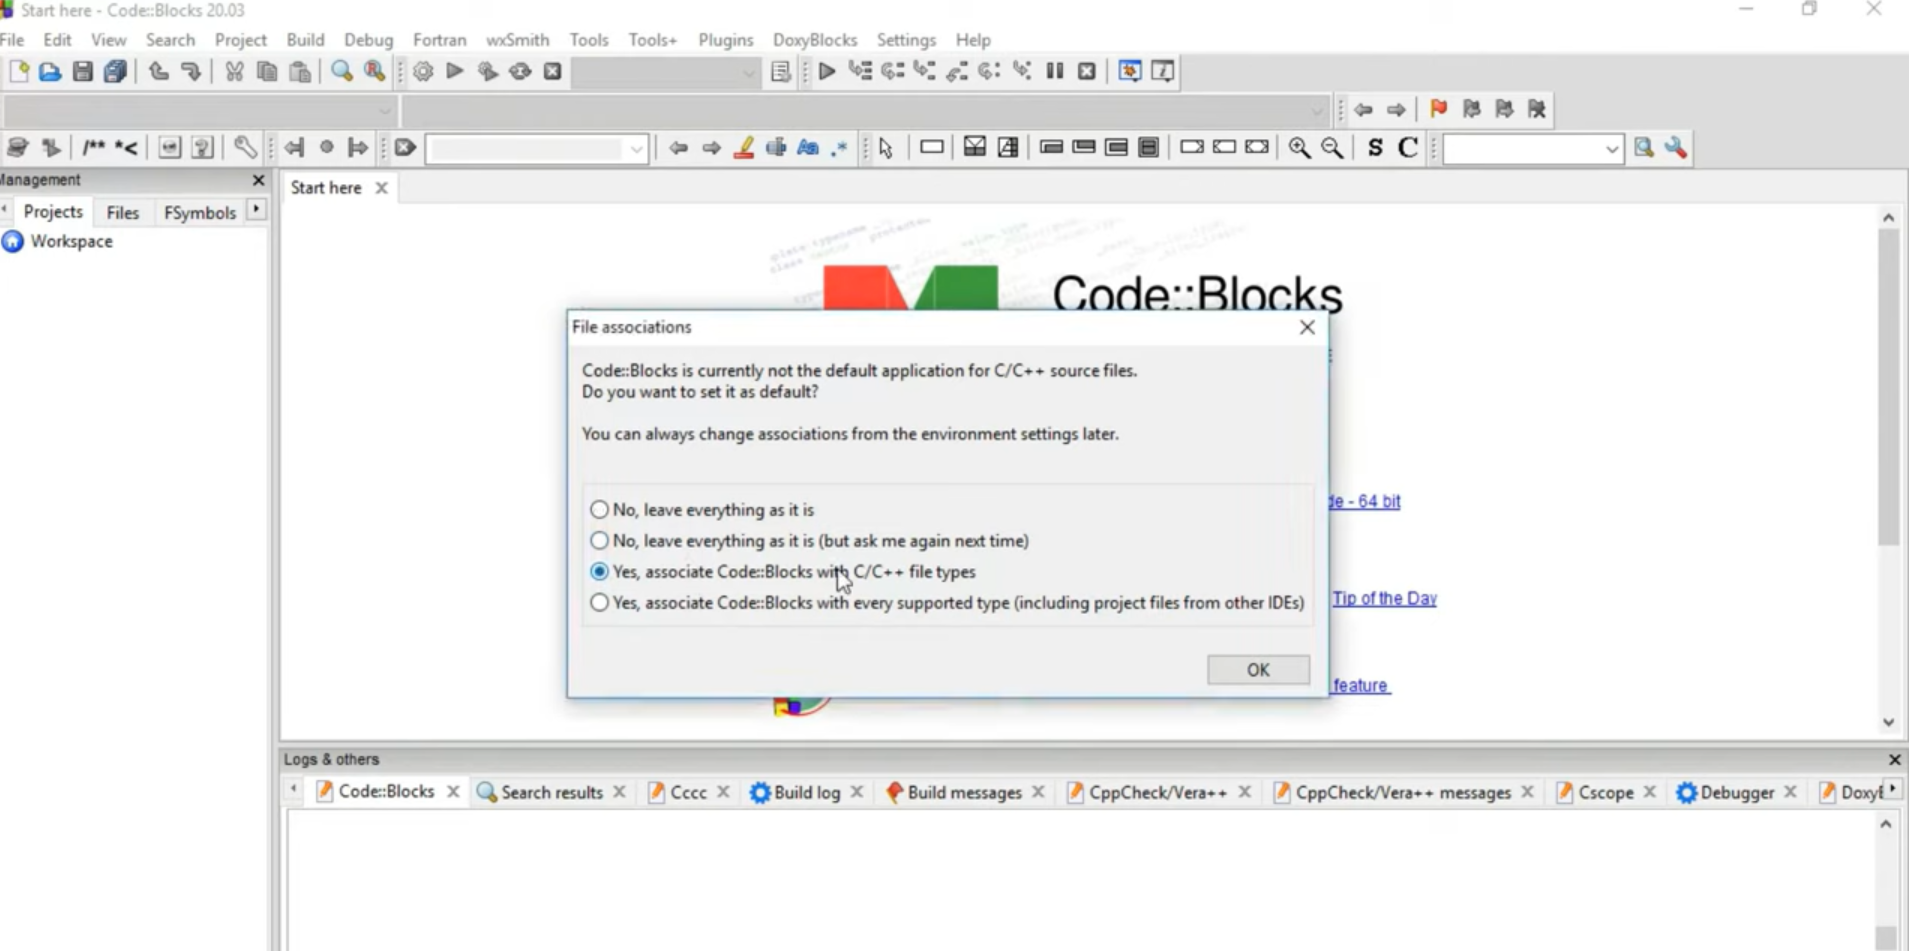 Start here - Code::Blocks 20.03
File Edit View Search Project Build Debug Fortran wxSmith Tools Tools+ Plugins DoxyBlocks Settings Help
/** *<
S C
Management
Start here
Projects Files FSymbols
Workspace
Code::Blocks
File associations
Code::Blocks is currently not the default application for C/C++ source files.
Do you want to set it as default?
You can always change associations from the environment settings later.
de - 64 bit
No, leave everything as it is
No, leave everything as it is (but ask me again next time)
Yes, associate Code::Blocks with C/C++ file types
Yes, associate Code::Blocks with every supported type (including project files from other IDEs)
Tip of the Day
OK
feature
Logs & others
Code::Blocks Search results Cccc Build log Build messages CppCheck/Vera++ CppCheck/Vera++ messages Cscope Debugger Doxy